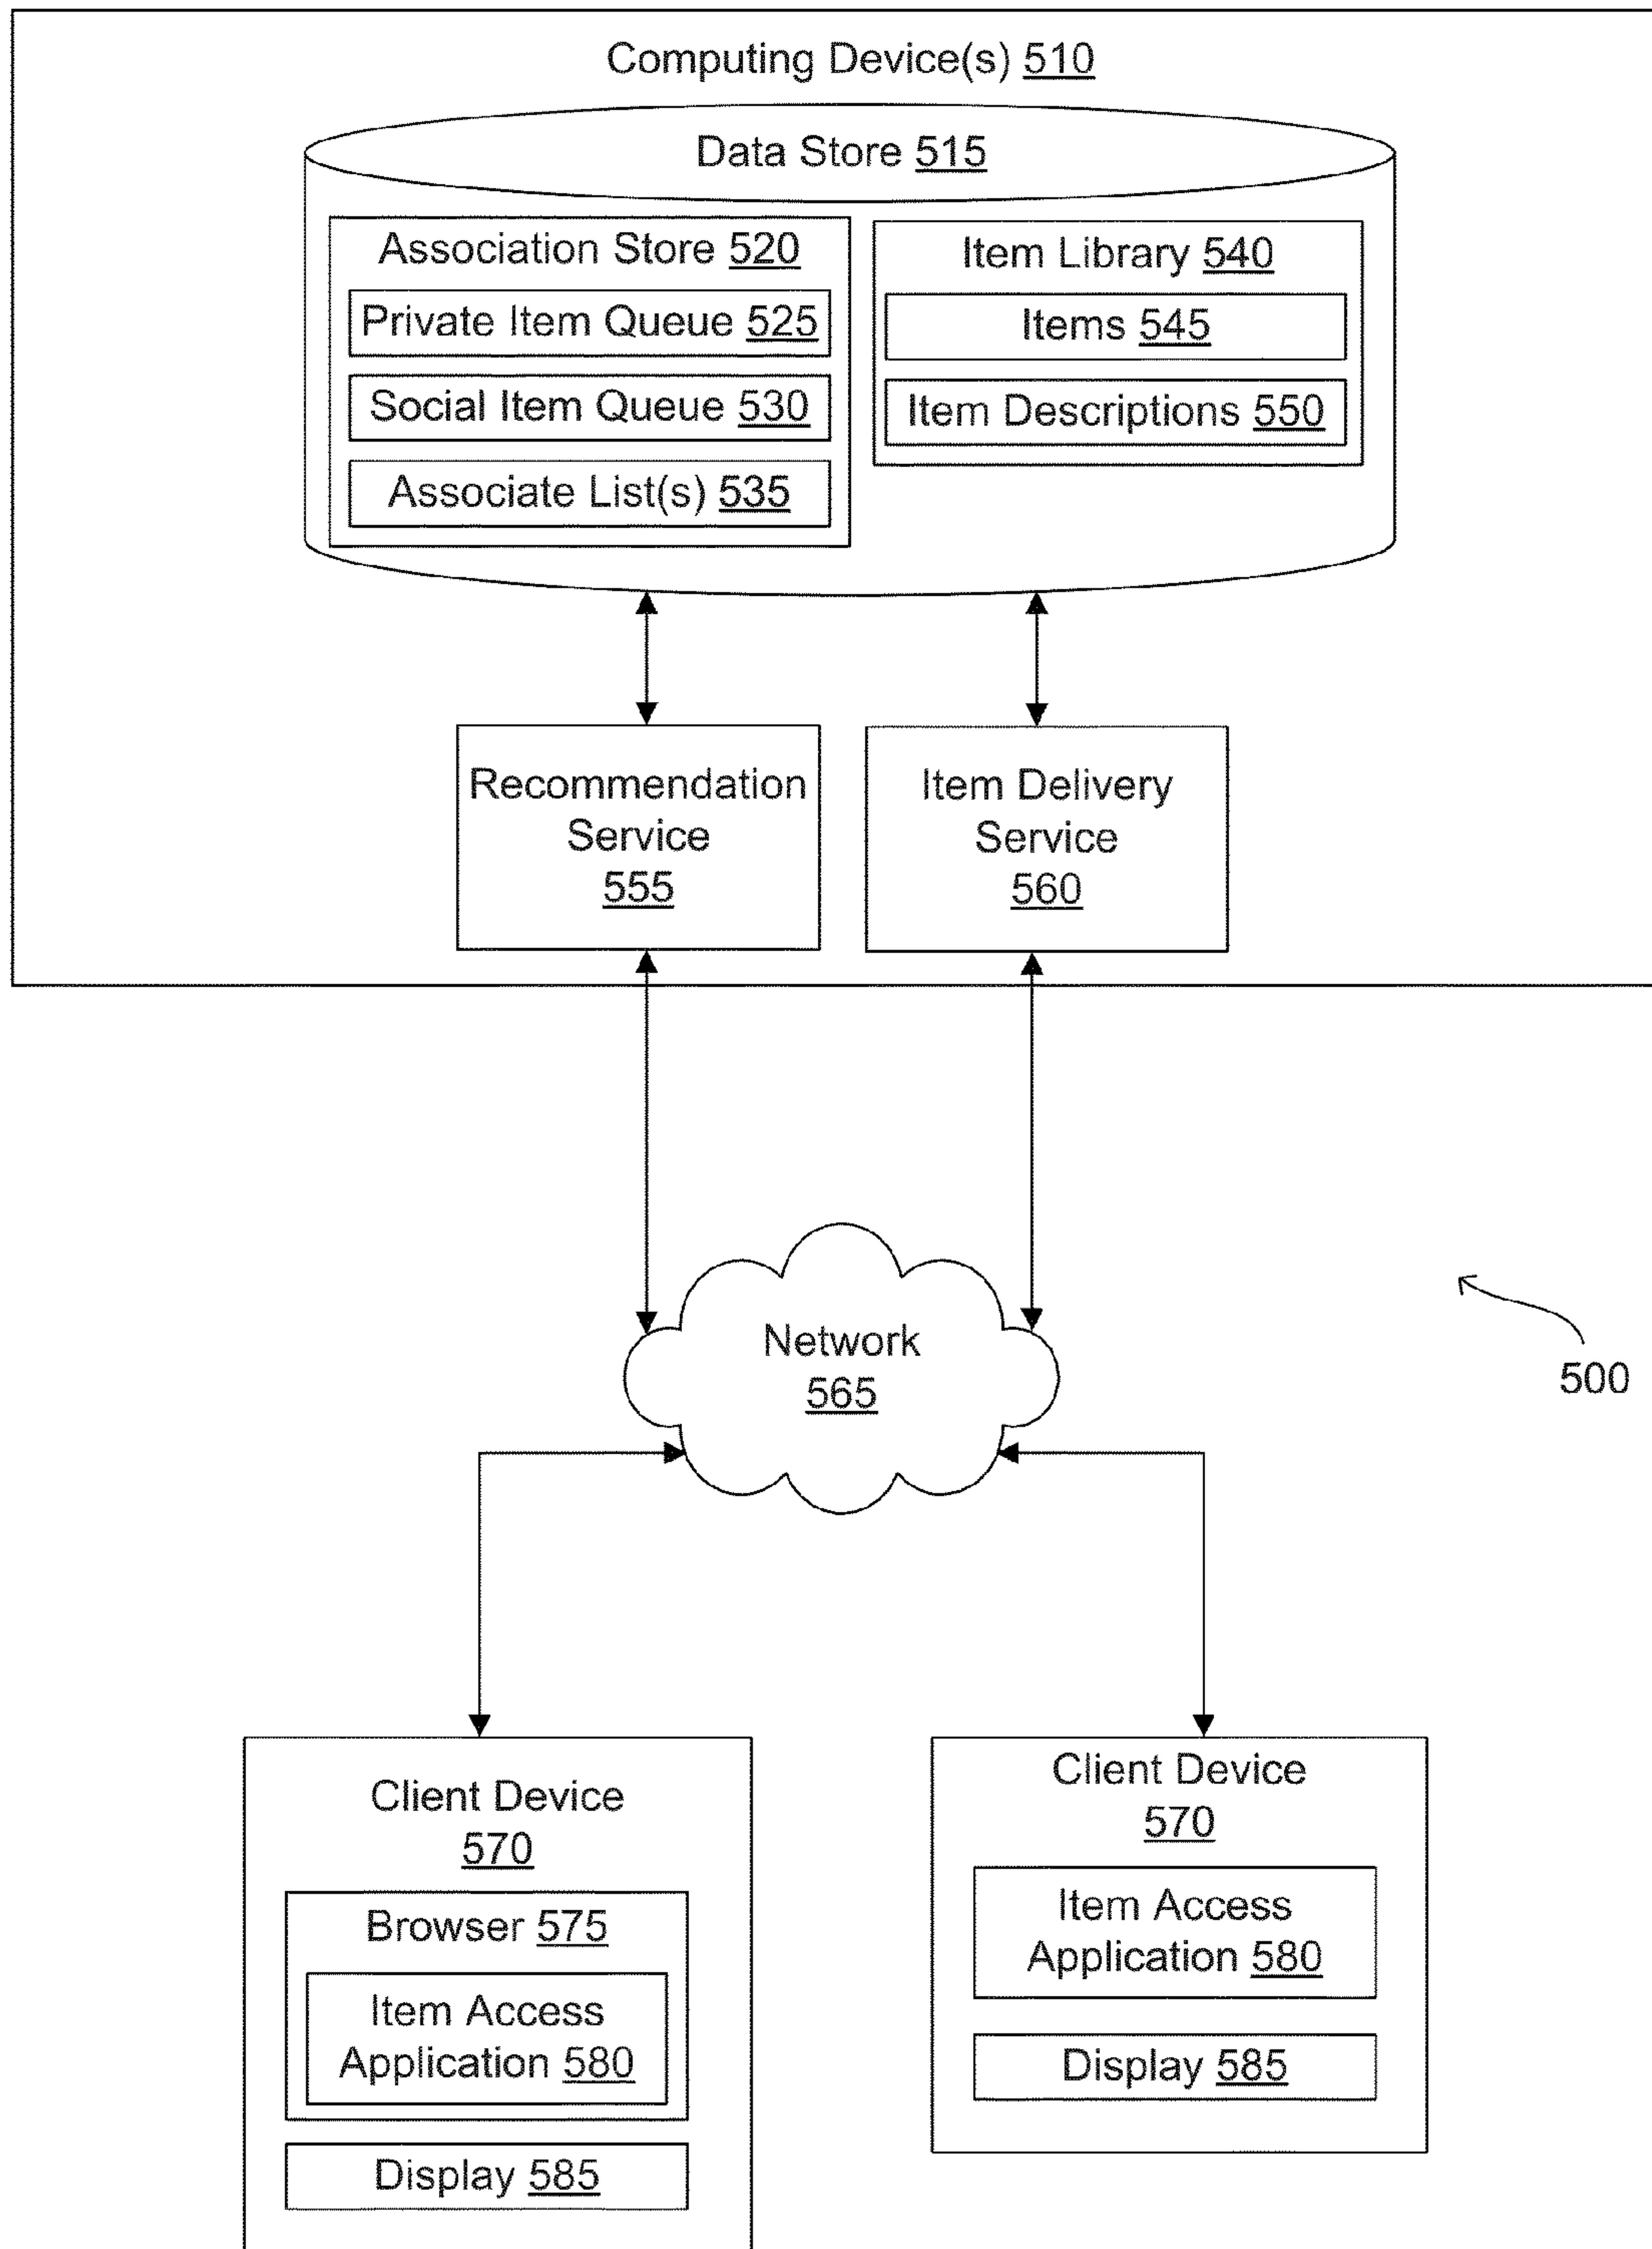 Computing Device(s) 510
Data Store 515
Association Store 520
Private Item Queue 525
Social Item Queue 530
Associate List(s) 535
Item Library 540
Items 545
Item Descriptions 550
Recommendation
Service
555
Item Delivery
Service
560
Network
565
500
Client Device
570
Browser 575
Item Access
Application 580
Display 585
Client Device
570
Item Access
Application 580
Display 585